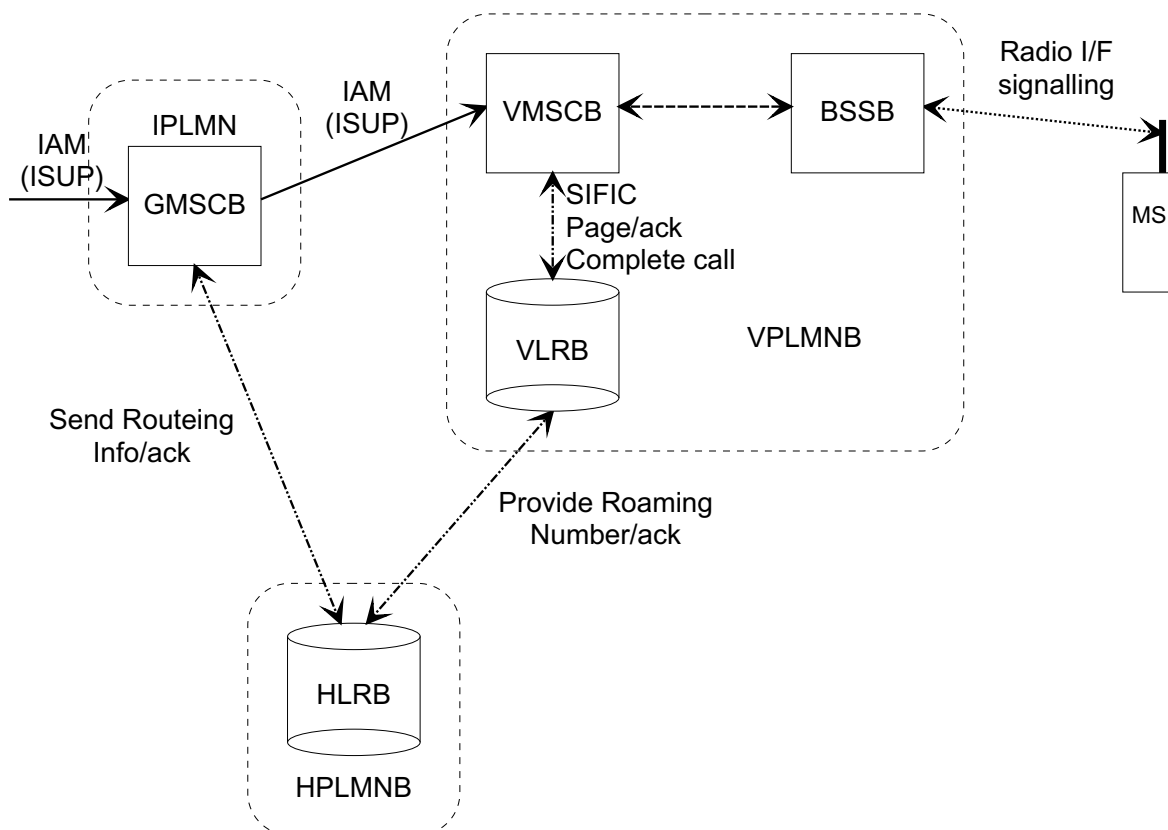 IPLMN
IAM
(ISUP)
GMSCB
IAM
(ISUP)
VMSCB
BSSB
Radio I/F
signalling
MS
SIFIC
Page/ack
Complete call
VLRB
VPLMNB
Send Routeing
Info/ack
Provide Roaming
Number/ack
HLRB
HPLMNB